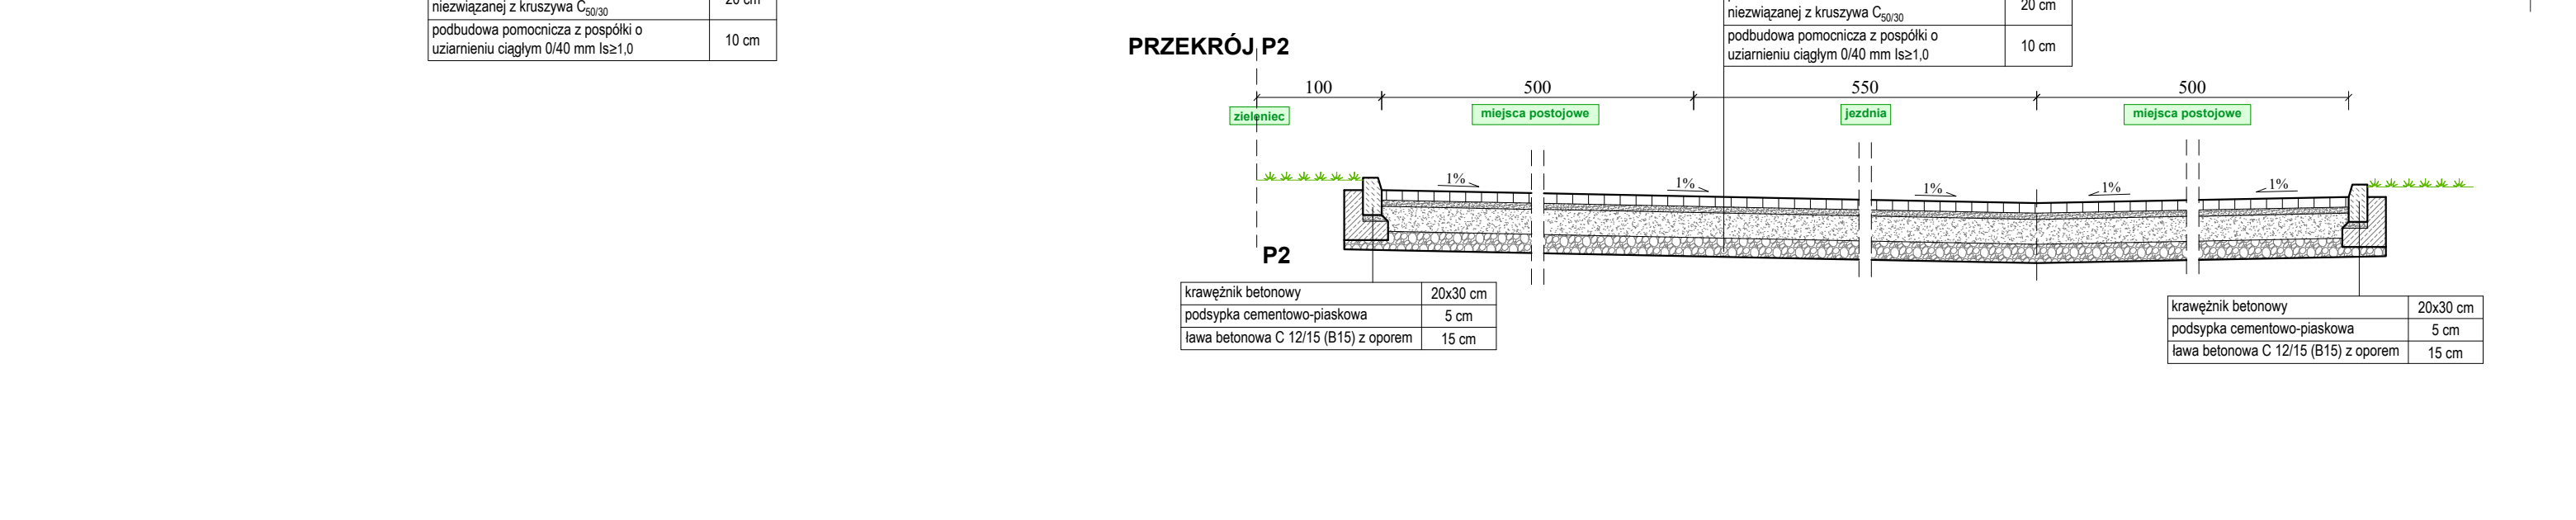 niezwiązanej z kruszywa C50/30
20 cm
podbudowa pomocnicza z pospółki o
uziarnieniu ciągłym 0/40 mm Is≥1,0
10 cm
niezwiązanej z kruszywa C50/30
20 cm
podbudowa pomocnicza z pospółki o
uziarnieniu ciągłym 0/40 mm Is≥1,0
10 cm
PRZEKRÓJ P2
100
500
550
500
zieleniec
miejsca postojowe
jezdnia
miejsca postojowe
1%
1%
1%
1%
1%
P2
krawężnik betonowy 20x30 cm
podsypka cementowo-piaskowa 5 cm
ława betonowa C 12/15 (B15) z oporem 15 cm
krawężnik betonowy 20x30 cm
podsypka cementowo-piaskowa 5 cm
ława betonowa C 12/15 (B15) z oporem 15 cm